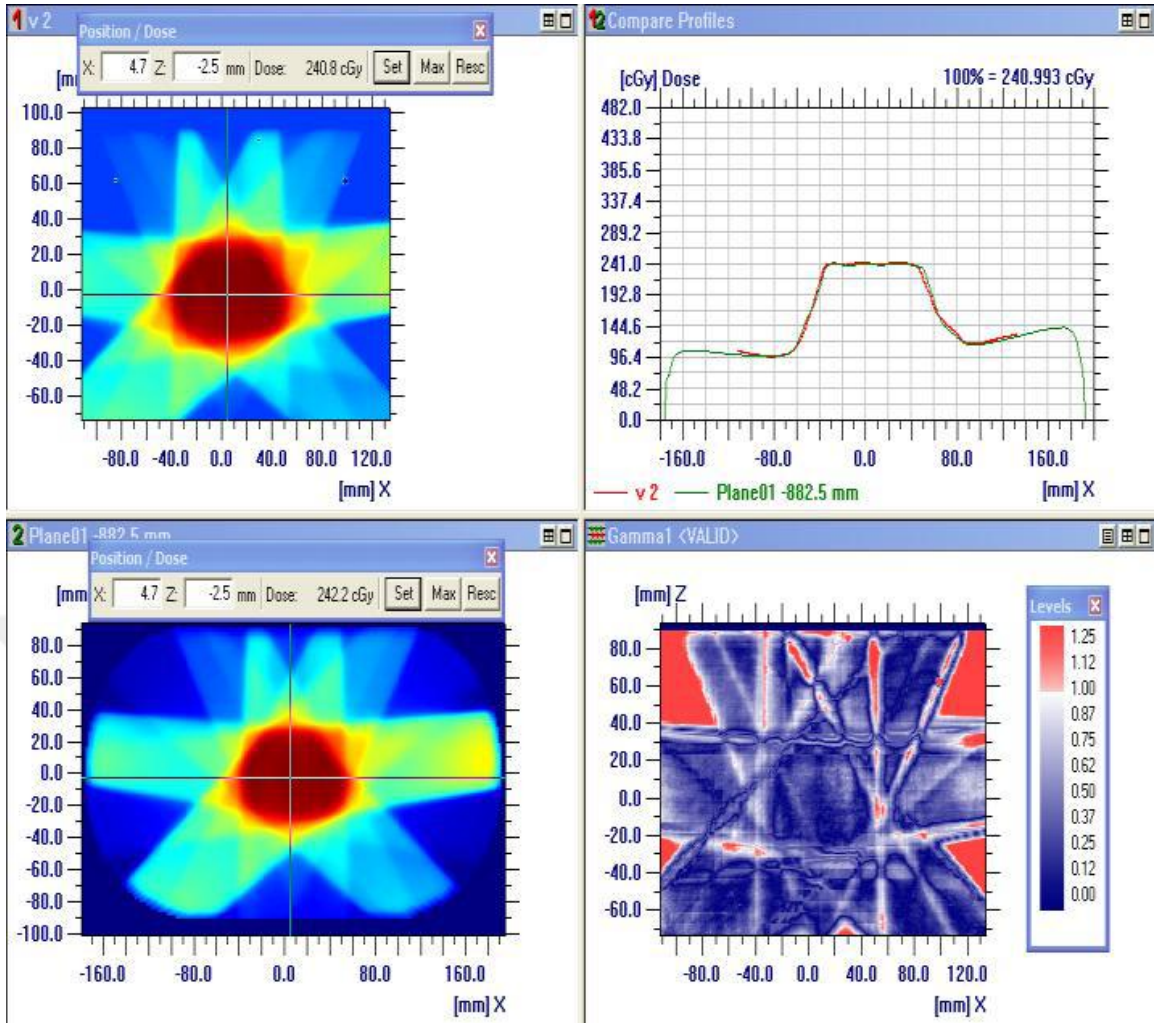 1 v 2
Position / Dose
X: 4.7 Z: -2.5 mm Dose: 240.8 cGy Set Max Resc
100.0
80.0
60.0
40.0
20.0
0.0
-20.0
-40.0
-60.0
-80.0 -40.0 0.0 40.0 80.0 120.0
[mm] X
12 Compare Profiles
[cGy] Dose 100% = 240.993 cGy
482.0
433.8
385.6
337.4
289.2
241.0
192.8
144.6
96.4
48.2
0.0
-160.0 -80.0 0.0 80.0 160.0
v 2 Plane01 -882.5 mm [mm] X
2 Plane01 -882.5 mm
Position / Dose
X: 4.7 Z: -2.5 mm Dose: 242.2 cGy Set Max Resc
80.0
60.0
40.0
20.0
0.0
-20.0
-40.0
-60.0
-80.0
-100.0
-160.0 -80.0 0.0 80.0 160.0
[mm] X
Gamma1 <VALID>
[mm] Z
80.0
60.0
40.0
20.0
0.0
-20.0
-40.0
-60.0
-80.0 -40.0 0.0 40.0 80.0 120.0
[mm] X
Levels
1.25
1.12
1.00
0.87
0.75
0.62
0.50
0.37
0.25
0.12
0.00